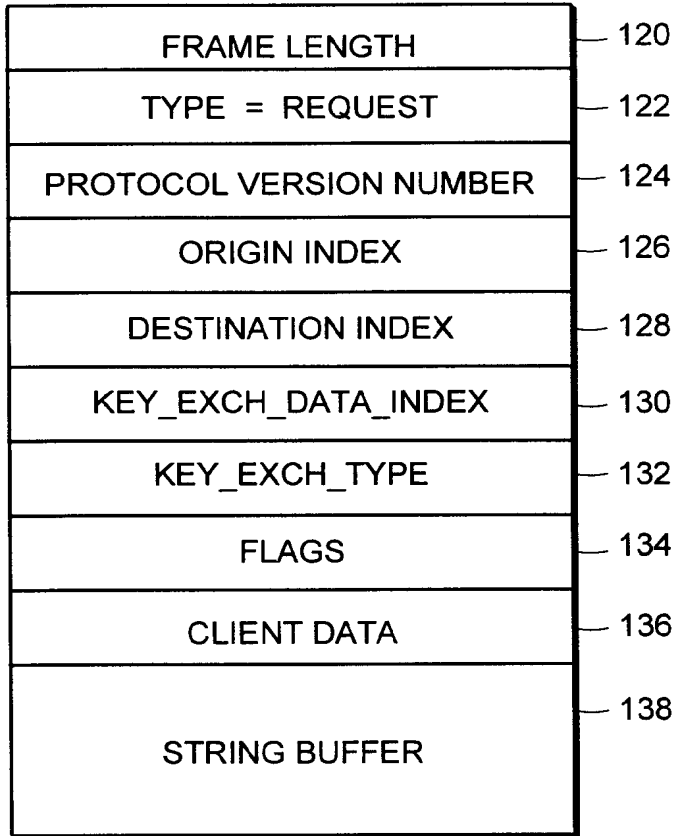 FRAME LENGTH 120
TYPE = REQUEST 122
PROTOCOL VERSION NUMBER 124
ORIGIN INDEX 126
DESTINATION INDEX 128
KEY_EXCH_DATA_INDEX 130
KEY_EXCH_TYPE 132
FLAGS 134
CLIENT DATA 136
STRING BUFFER 138